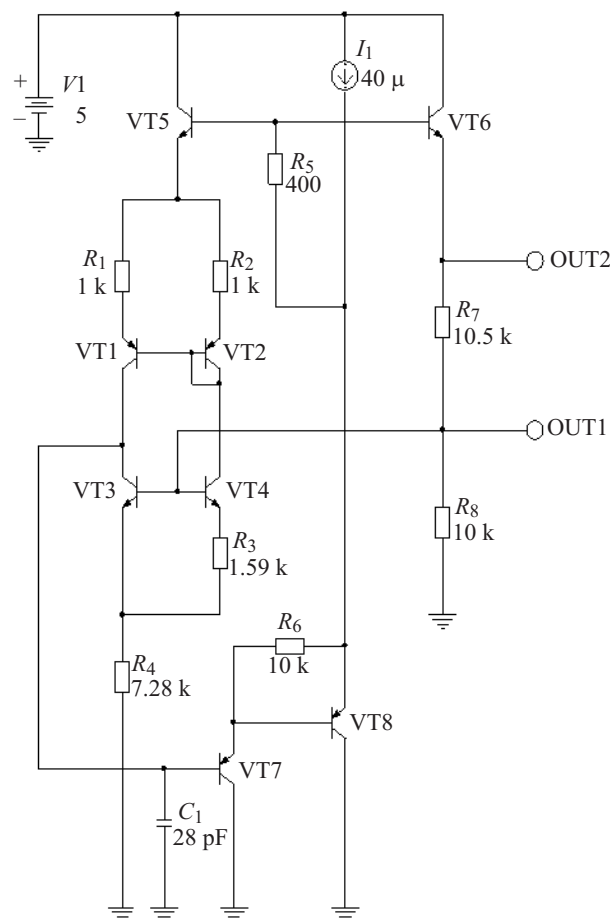 I1
40 μ
+
V1
–
5
VT5
VT6
R5
400
OUT2
R1
1 k
R2
1 k
R7
10.5 k
VT1
VT2
OUT1
VT3
VT4
R8
10 k
R3
1.59 k
R6
10 k
R4
7.28 k
VT8
VT7
C1
28 pF